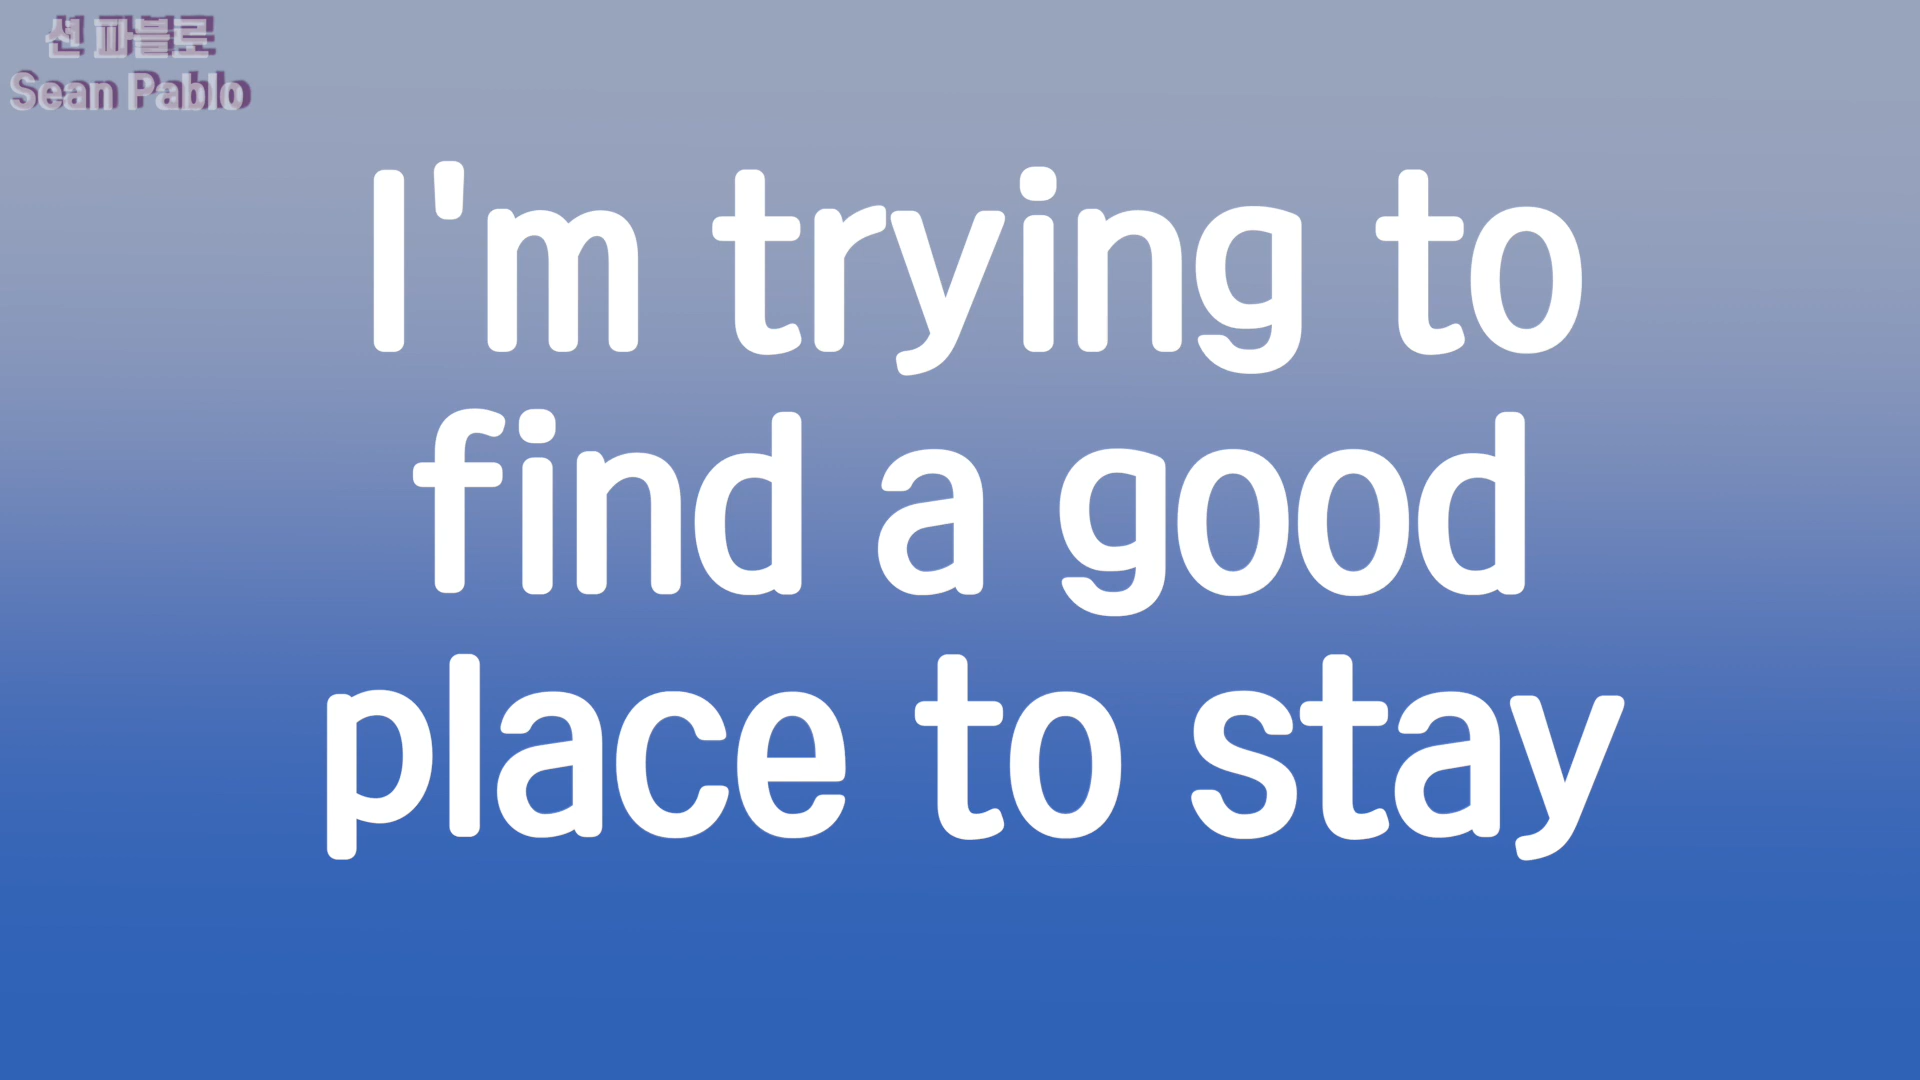 션 파블로
Sean Pablo
I'm trying to
find a good
place to stay